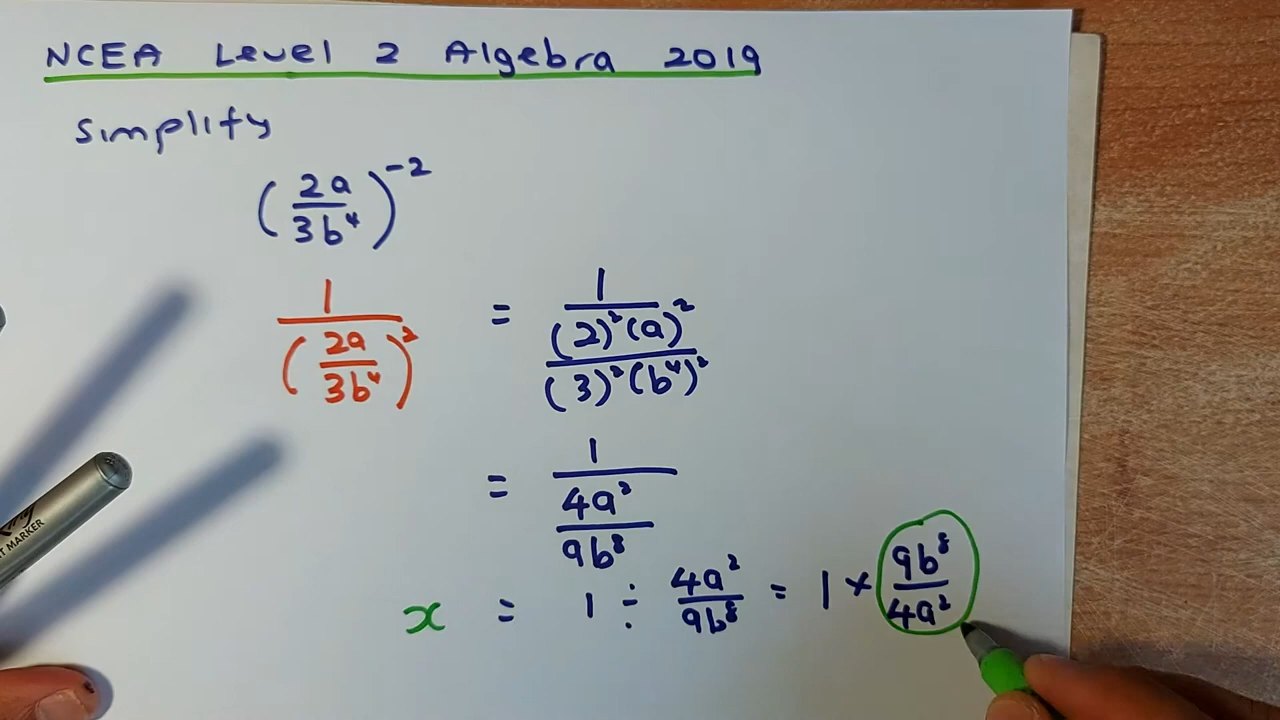 NCEA Level 2 Algebra 2019
Simplify
(2a/3b⁴)⁻²
1/(2a/3b⁴)² = 1/((2)²(a)²/(3)²(b⁴)²)
= 1/(4a²/9b⁸)
x = 1 ÷ 4a²/9b⁸ = 1 × 9b⁸/4a²
T MARKER